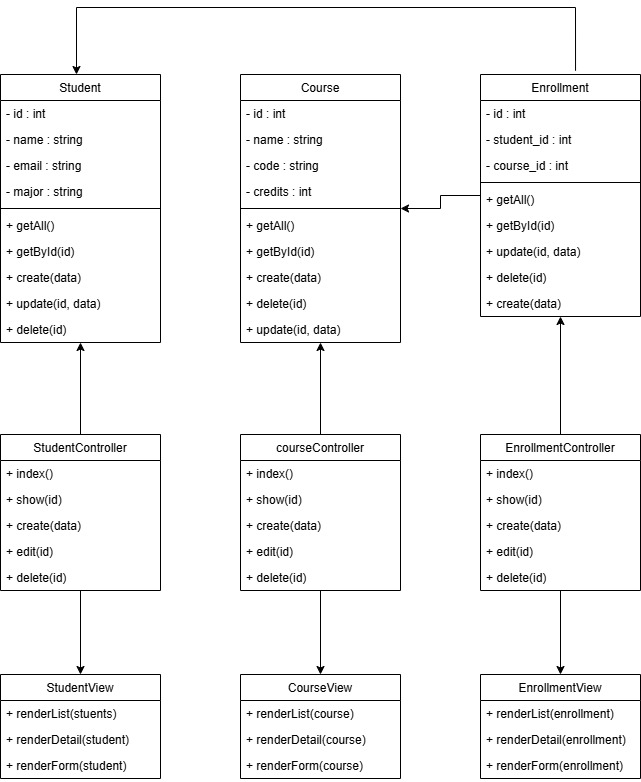 Student
- id : int
- name : string
- email : string
- major : string
+ getAll()
+ getById(id)
+ create(data)
+ update(id, data)
+ delete(id)
Course
- id : int
- name : string
- code : string
- credits : int
+ getAll()
+ getById(id)
+ create(data)
+ delete(id)
+ update(id, data)
Enrollment
- id : int
- student_id : int
- course_id : int
+ getAll()
+ getById(id)
+ update(id, data)
+ delete(id)
+ create(data)
StudentController
+ index()
+ show(id)
+ create(data)
+ edit(id)
+ delete(id)
courseController
+ index()
+ show(id)
+ create(data)
+ edit(id)
+ delete(id)
EnrollmentController
+ index()
+ show(id)
+ create(data)
+ edit(id)
+ delete(id)
StudentView
+ renderList(stuents)
+ renderDetail(student)
+ renderForm(student)
CourseView
+ renderList(course)
+ renderDetail(course)
+ renderForm(course)
EnrollmentView
+ renderList(enrollment)
+ renderDetail(enrollment)
+ renderForm(enrollment)